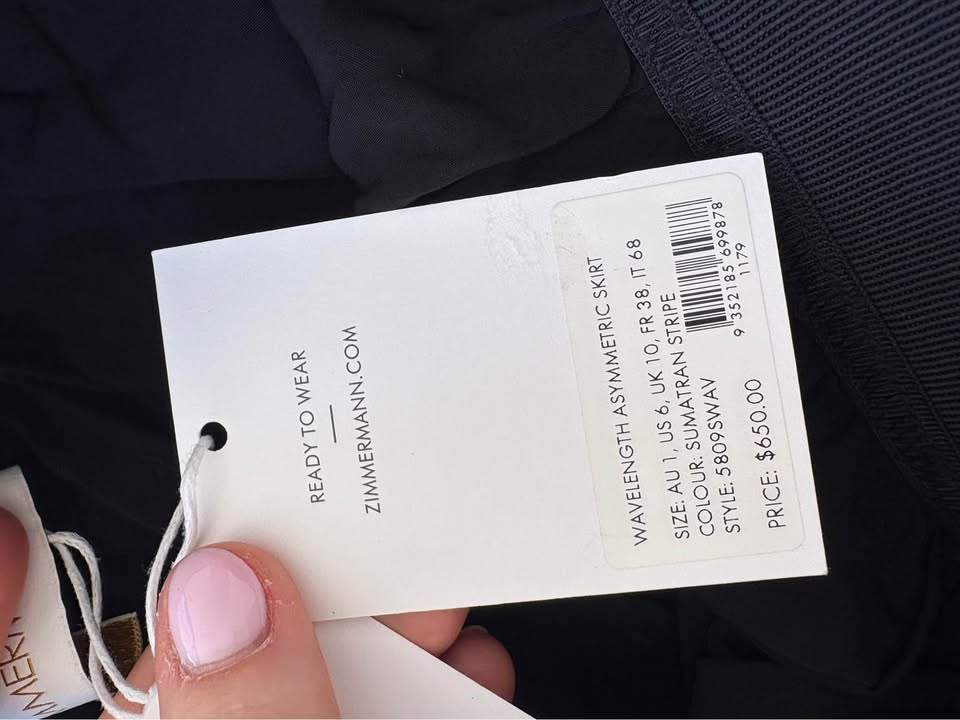 READY TO WEAR
ZIMMERMANN.COM
WAVELENGTH ASYMMETRIC SKIRT
SIZE: AU 1, US 6, UK 10, FR 38, IT 68
COLOUR: SUMATRAN STRIPE
STYLE: 5809SWAV
9 352185 699878
1179
PRICE: $650.00